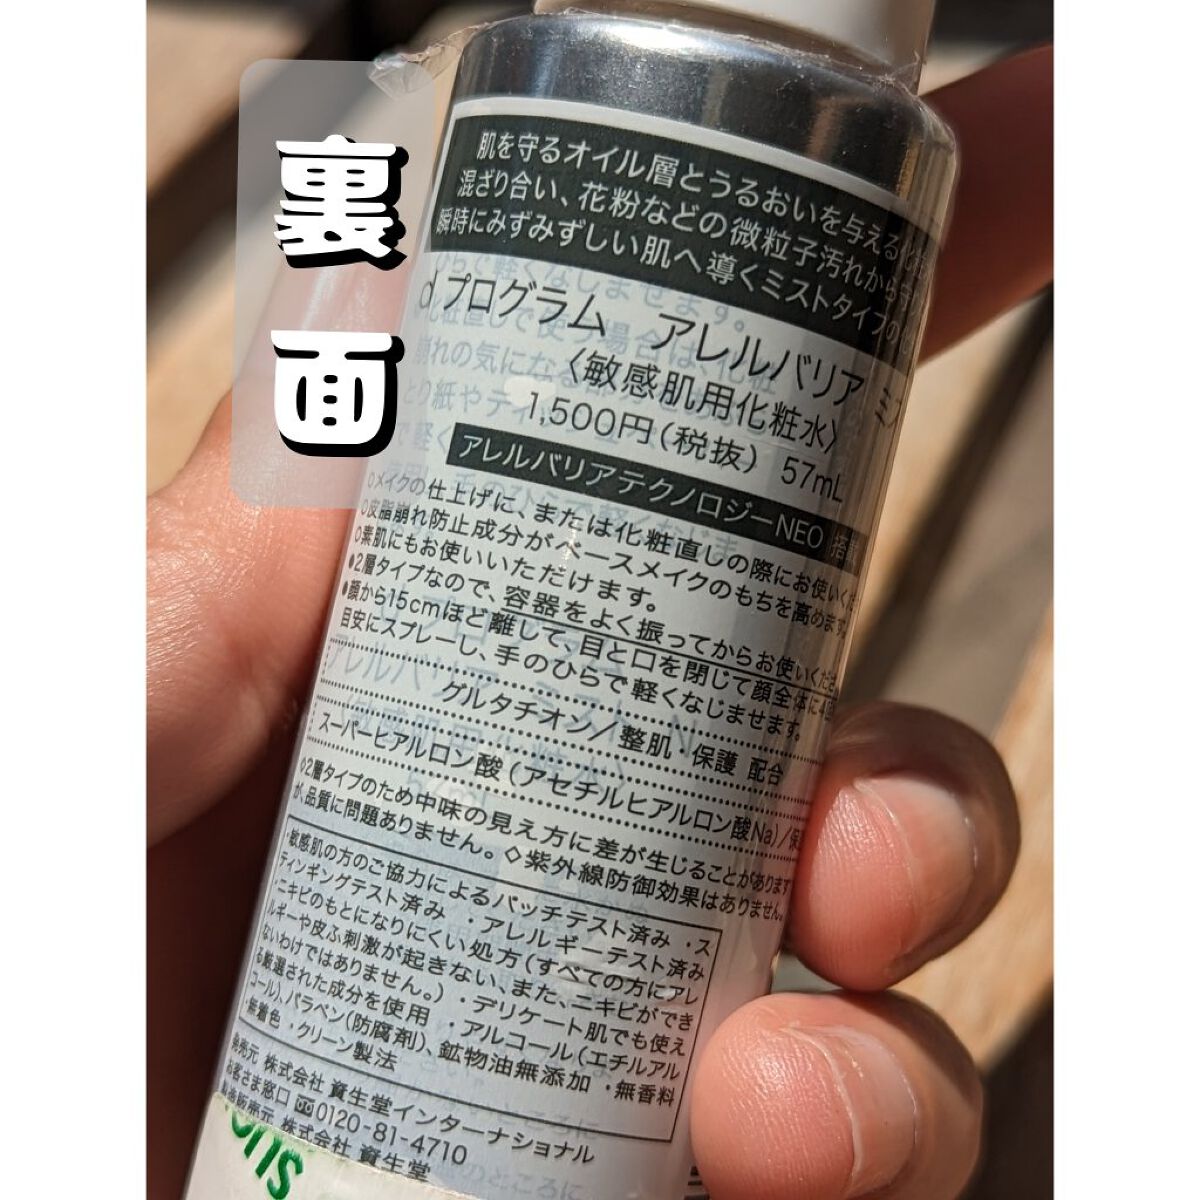 裏面
肌を守るオイル層とうるおいを与える化粧
混ざり合い、花粉などの微粒子汚れから守り
瞬時にみずみずしい肌へ導くミストタイプの化
d プログラム　アレルバリア ミス
〈敏感肌用化粧水〉
1,500円(税抜) 57mL
アレルバリアテクノロジーNEO 搭載
○メイクの仕上げに、または化粧直しの際にお使いくだ
○皮脂崩れ防止成分がベースメイクのもちを高めます。
○素肌にもお使いいただけます。
●2層タイプなので、容器をよく振ってからお使いください
●顔から15cmほど離して、目と口を閉じて顔全体に4回
目安にスプレーし、手のひらで軽くなじませます。
グルタチオン/整肌・保護 配合
スーパーヒアルロン酸(アセチルヒアルロン酸Na)/保
◇2層タイプのため中味の見え方に差が生じることがあります
が、品質に問題ありません。◇紫外線防御効果はありません。
・敏感肌の方のご協力によるパッチテスト済み ・ス
ティンギングテスト済み ・アレルギーテスト済み
・ニキビのもとになりにくい処方(すべての方にアレ
ルギーや皮ふ刺激が起きない、また、ニキビができ
ないわけではありません。) ・デリケート肌でも使え
る厳選された成分を使用 ・アルコール(エチルアル
コール)、パラベン(防腐剤)、鉱物油無添加 ・無香料
・無着色 ・クリーン製法
発売元 株式会社 資生堂インターナショナル
お客さま窓口 0120-81-4710
製造販売元 株式会社 資生堂